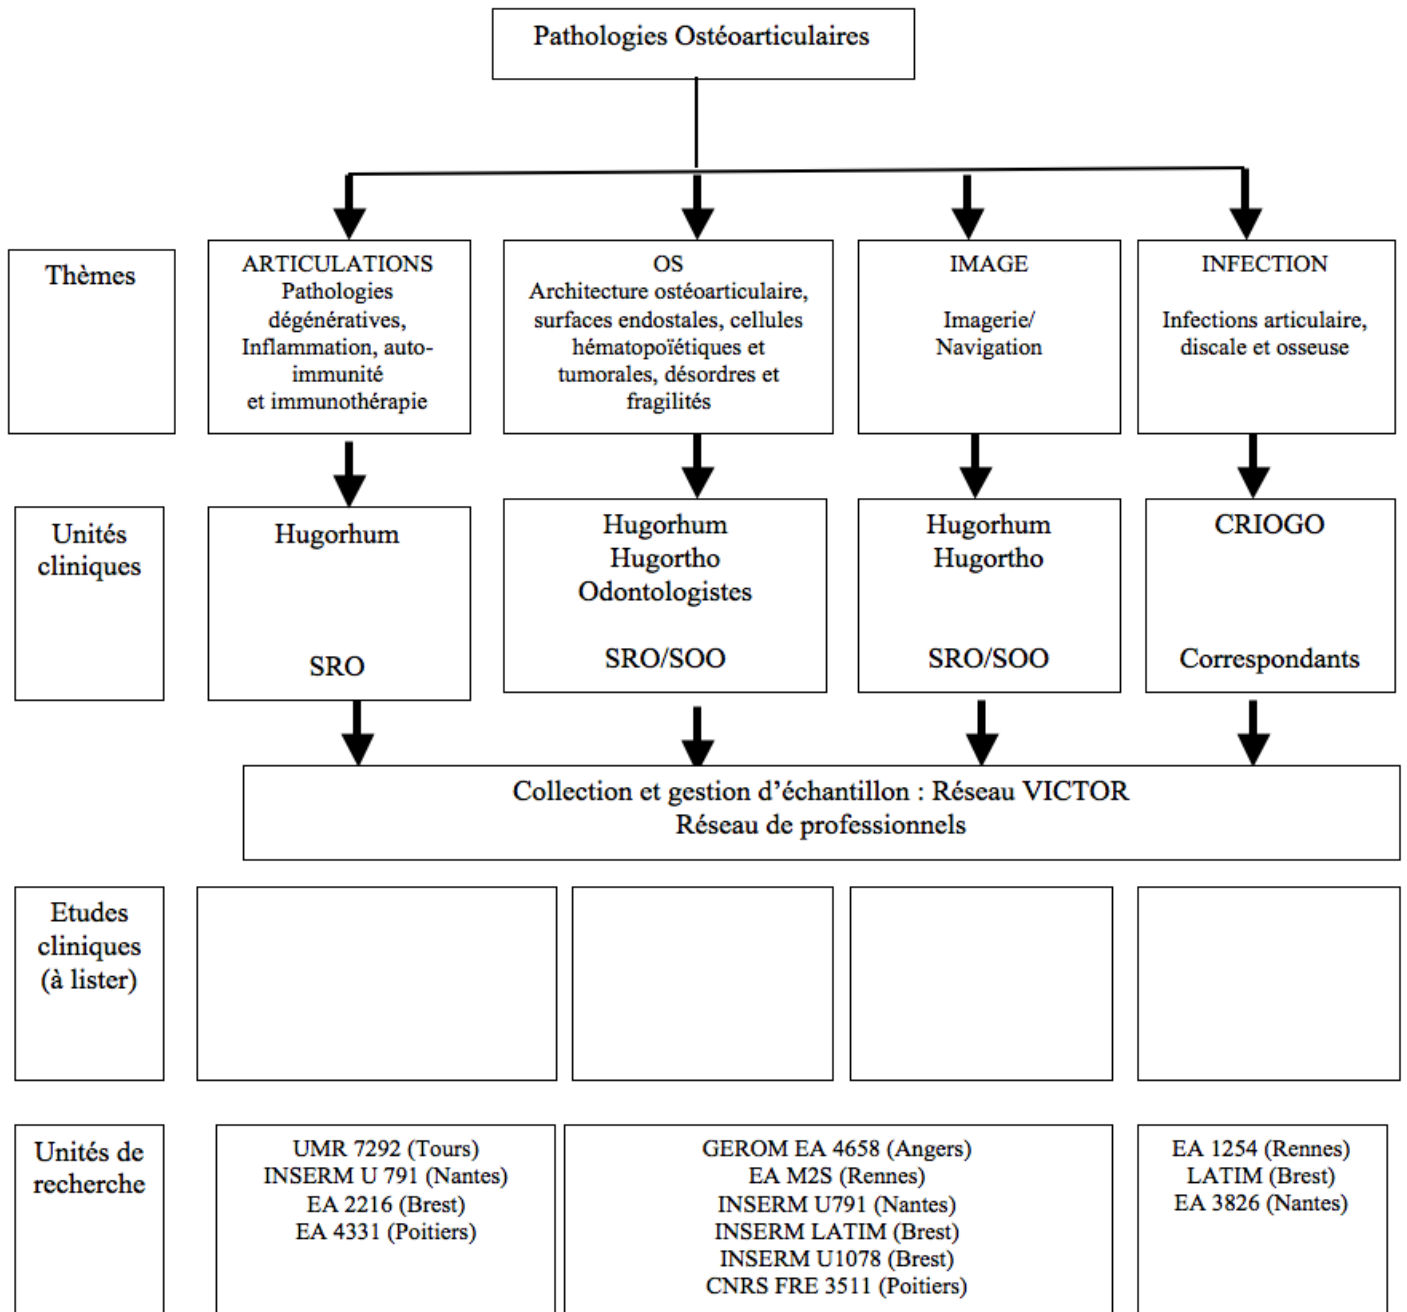 Pathologies Ostéoarticulaires
Thèmes
ARTICULATIONS
Pathologies
dégénératives,
Inflammation, auto-
immunité
et immunothérapie
OS
Architecture ostéoarticulaire,
surfaces endostales, cellules
hématopoïétiques et
tumorales, désordres et
fragilités
IMAGE
Imagerie/
Navigation
INFECTION
Infections articulaire,
discale et osseuse
Unités
cliniques
Hugorhum
SRO
Hugorhum
Hugortho
Odontologistes
SRO/SOO
Hugorhum
Hugortho
SRO/SOO
CRIOGO
Correspondants
Collection et gestion d’échantillon : Réseau VICTOR
Réseau de professionnels
Etudes
cliniques
(à lister)
Unités de
recherche
UMR 7292 (Tours)
INSERM U 791 (Nantes)
EA 2216 (Brest)
EA 4331 (Poitiers)
GEROM EA 4658 (Angers)
EA M2S (Rennes)
INSERM U791 (Nantes)
INSERM LATIM (Brest)
INSERM U1078 (Brest)
CNRS FRE 3511 (Poitiers)
EA 1254 (Rennes)
LATIM (Brest)
EA 3826 (Nantes)